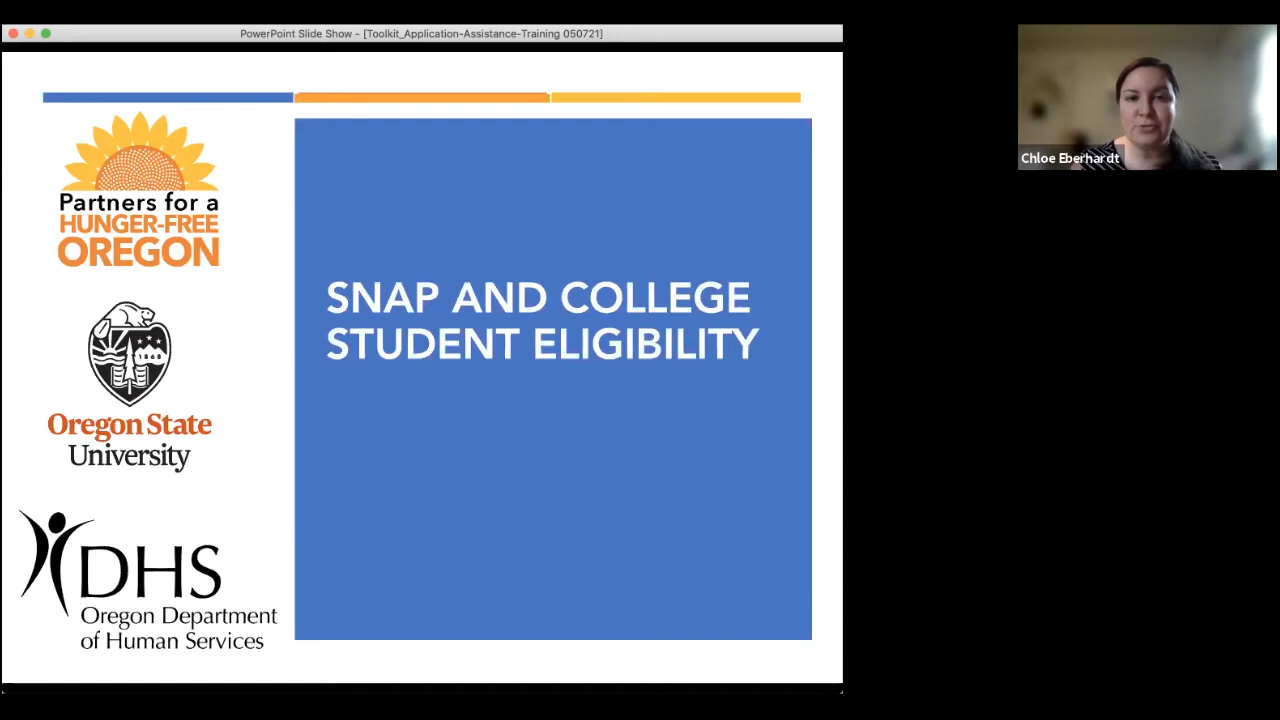 PowerPoint Slide Show - [Toolkit_Application-Assistance-Training 050721]
Partners for a
HUNGER-FREE
OREGON
1868
Oregon State
University
DHS
Oregon Department
of Human Services
SNAP AND COLLEGE
STUDENT ELIGIBILITY
Chloe Eberhardt